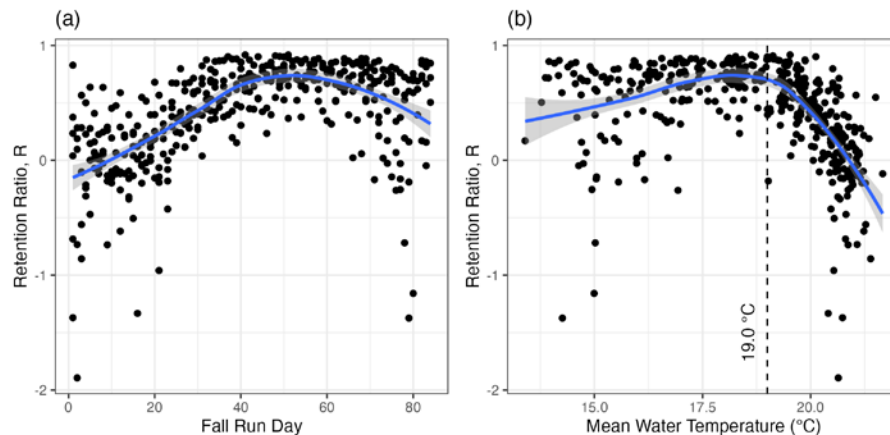 (a)
(b)
Retention Ratio, R
1
0
-1
-2
0
20
40
60
80
Fall Run Day
Retention Ratio, R
1
0
-1
-2
19.0 °C
15.0
17.5
20.0
Mean Water Temperature (°C)